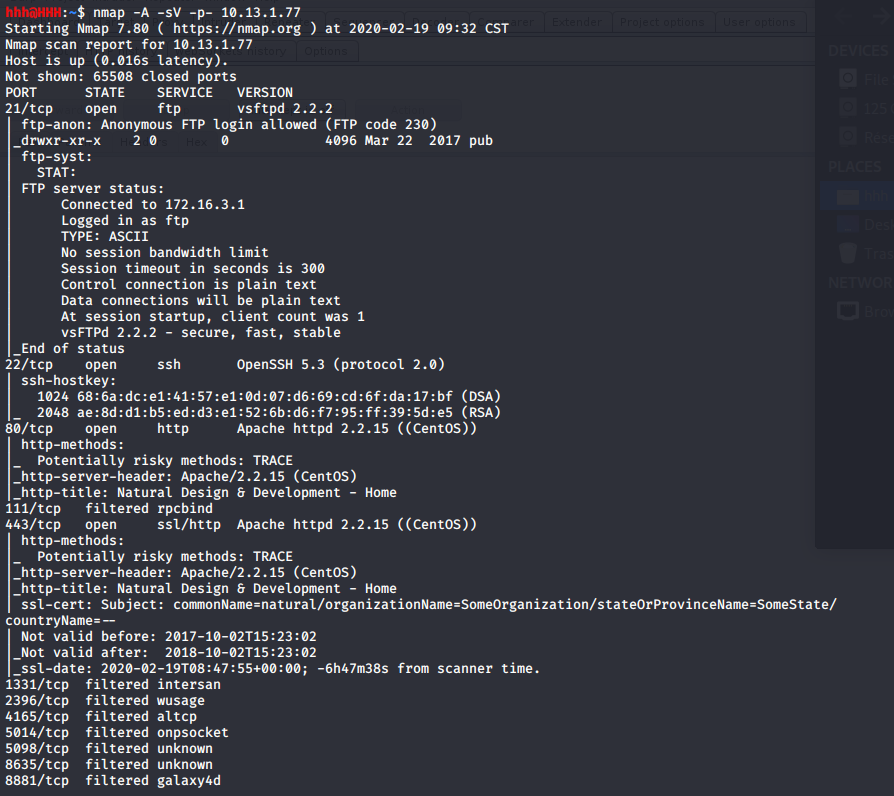 hhh@HHH:~$ nmap -A -sV -p- 10.13.1.77
Starting Nmap 7.80 ( https://nmap.org ) at 2020-02-19 09:32 CST
Nmap scan report for 10.13.1.77
Host is up (0.016s latency).
Not shown: 65508 closed ports
PORT STATE SERVICE VERSION
21/tcp open ftp vsftpd 2.2.2
| ftp-anon: Anonymous FTP login allowed (FTP code 230)
|_drwxr-xr-x 2 0 0 4096 Mar 22 2017 pub
| ftp-syst:
| STAT:
| FTP server status:
| Connected to 172.16.3.1
| Logged in as ftp
| TYPE: ASCII
| No session bandwidth limit
| Session timeout in seconds is 300
| Control connection is plain text
| Data connections will be plain text
| At session startup, client count was 1
| vsFTPd 2.2.2 - secure, fast, stable
|_End of status
22/tcp open ssh OpenSSH 5.3 (protocol 2.0)
| ssh-hostkey:
| 1024 68:6a:dc:e1:41:57:e1:0d:07:d6:69:cd:6f:da:17:bf (DSA)
|_ 2048 ae:8d:d1:b5:ed:d3:e1:52:6b:d6:f7:95:ff:39:5d:e5 (RSA)
80/tcp open http Apache httpd 2.2.15 ((CentOS))
| http-methods:
|_ Potentially risky methods: TRACE
|_http-server-header: Apache/2.2.15 (CentOS)
|_http-title: Natural Design & Development - Home
111/tcp filtered rpcbind
443/tcp open ssl/http Apache httpd 2.2.15 ((CentOS))
| http-methods:
|_ Potentially risky methods: TRACE
|_http-server-header: Apache/2.2.15 (CentOS)
|_http-title: Natural Design & Development - Home
| ssl-cert: Subject: commonName=natural/organizationName=SomeOrganization/stateOrProvinceName=SomeState/
countryName=--
| Not valid before: 2017-10-02T15:23:02
|_Not valid after: 2018-10-02T15:23:02
|_ssl-date: 2020-02-19T08:47:55+00:00; -6h47m38s from scanner time.
1331/tcp filtered intersan
2396/tcp filtered wusage
4165/tcp filtered altcp
5014/tcp filtered onpsocket
5098/tcp filtered unknown
8635/tcp filtered unknown
8881/tcp filtered galaxy4d
Extender
Project options
User options
Options
DEVICES
File
125
PLACES
hhh
NETWOR